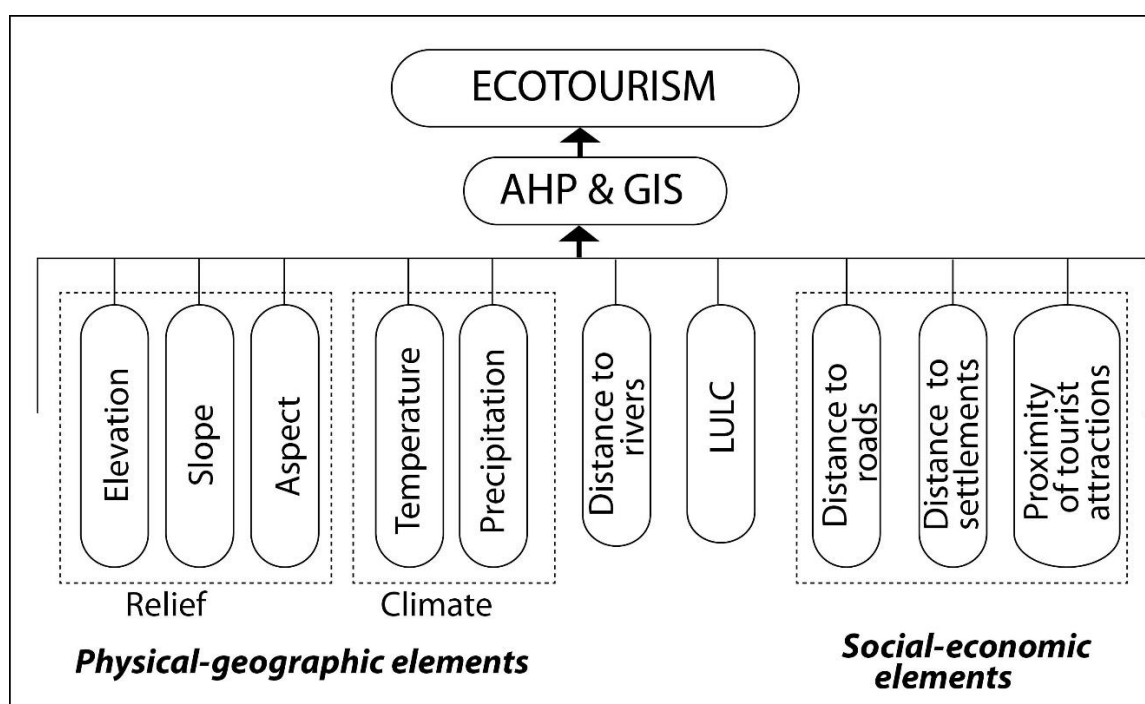 ECOTOURISM
AHP & GIS
Elevation
Slope
Aspect
Temperature
Precipitation
Distance to
rivers
LULC
Distance to
roads
Distance to
settlements
Proximity
of tourist
attractions
Relief
Climate
Physical-geographic elements
Social-economic
elements